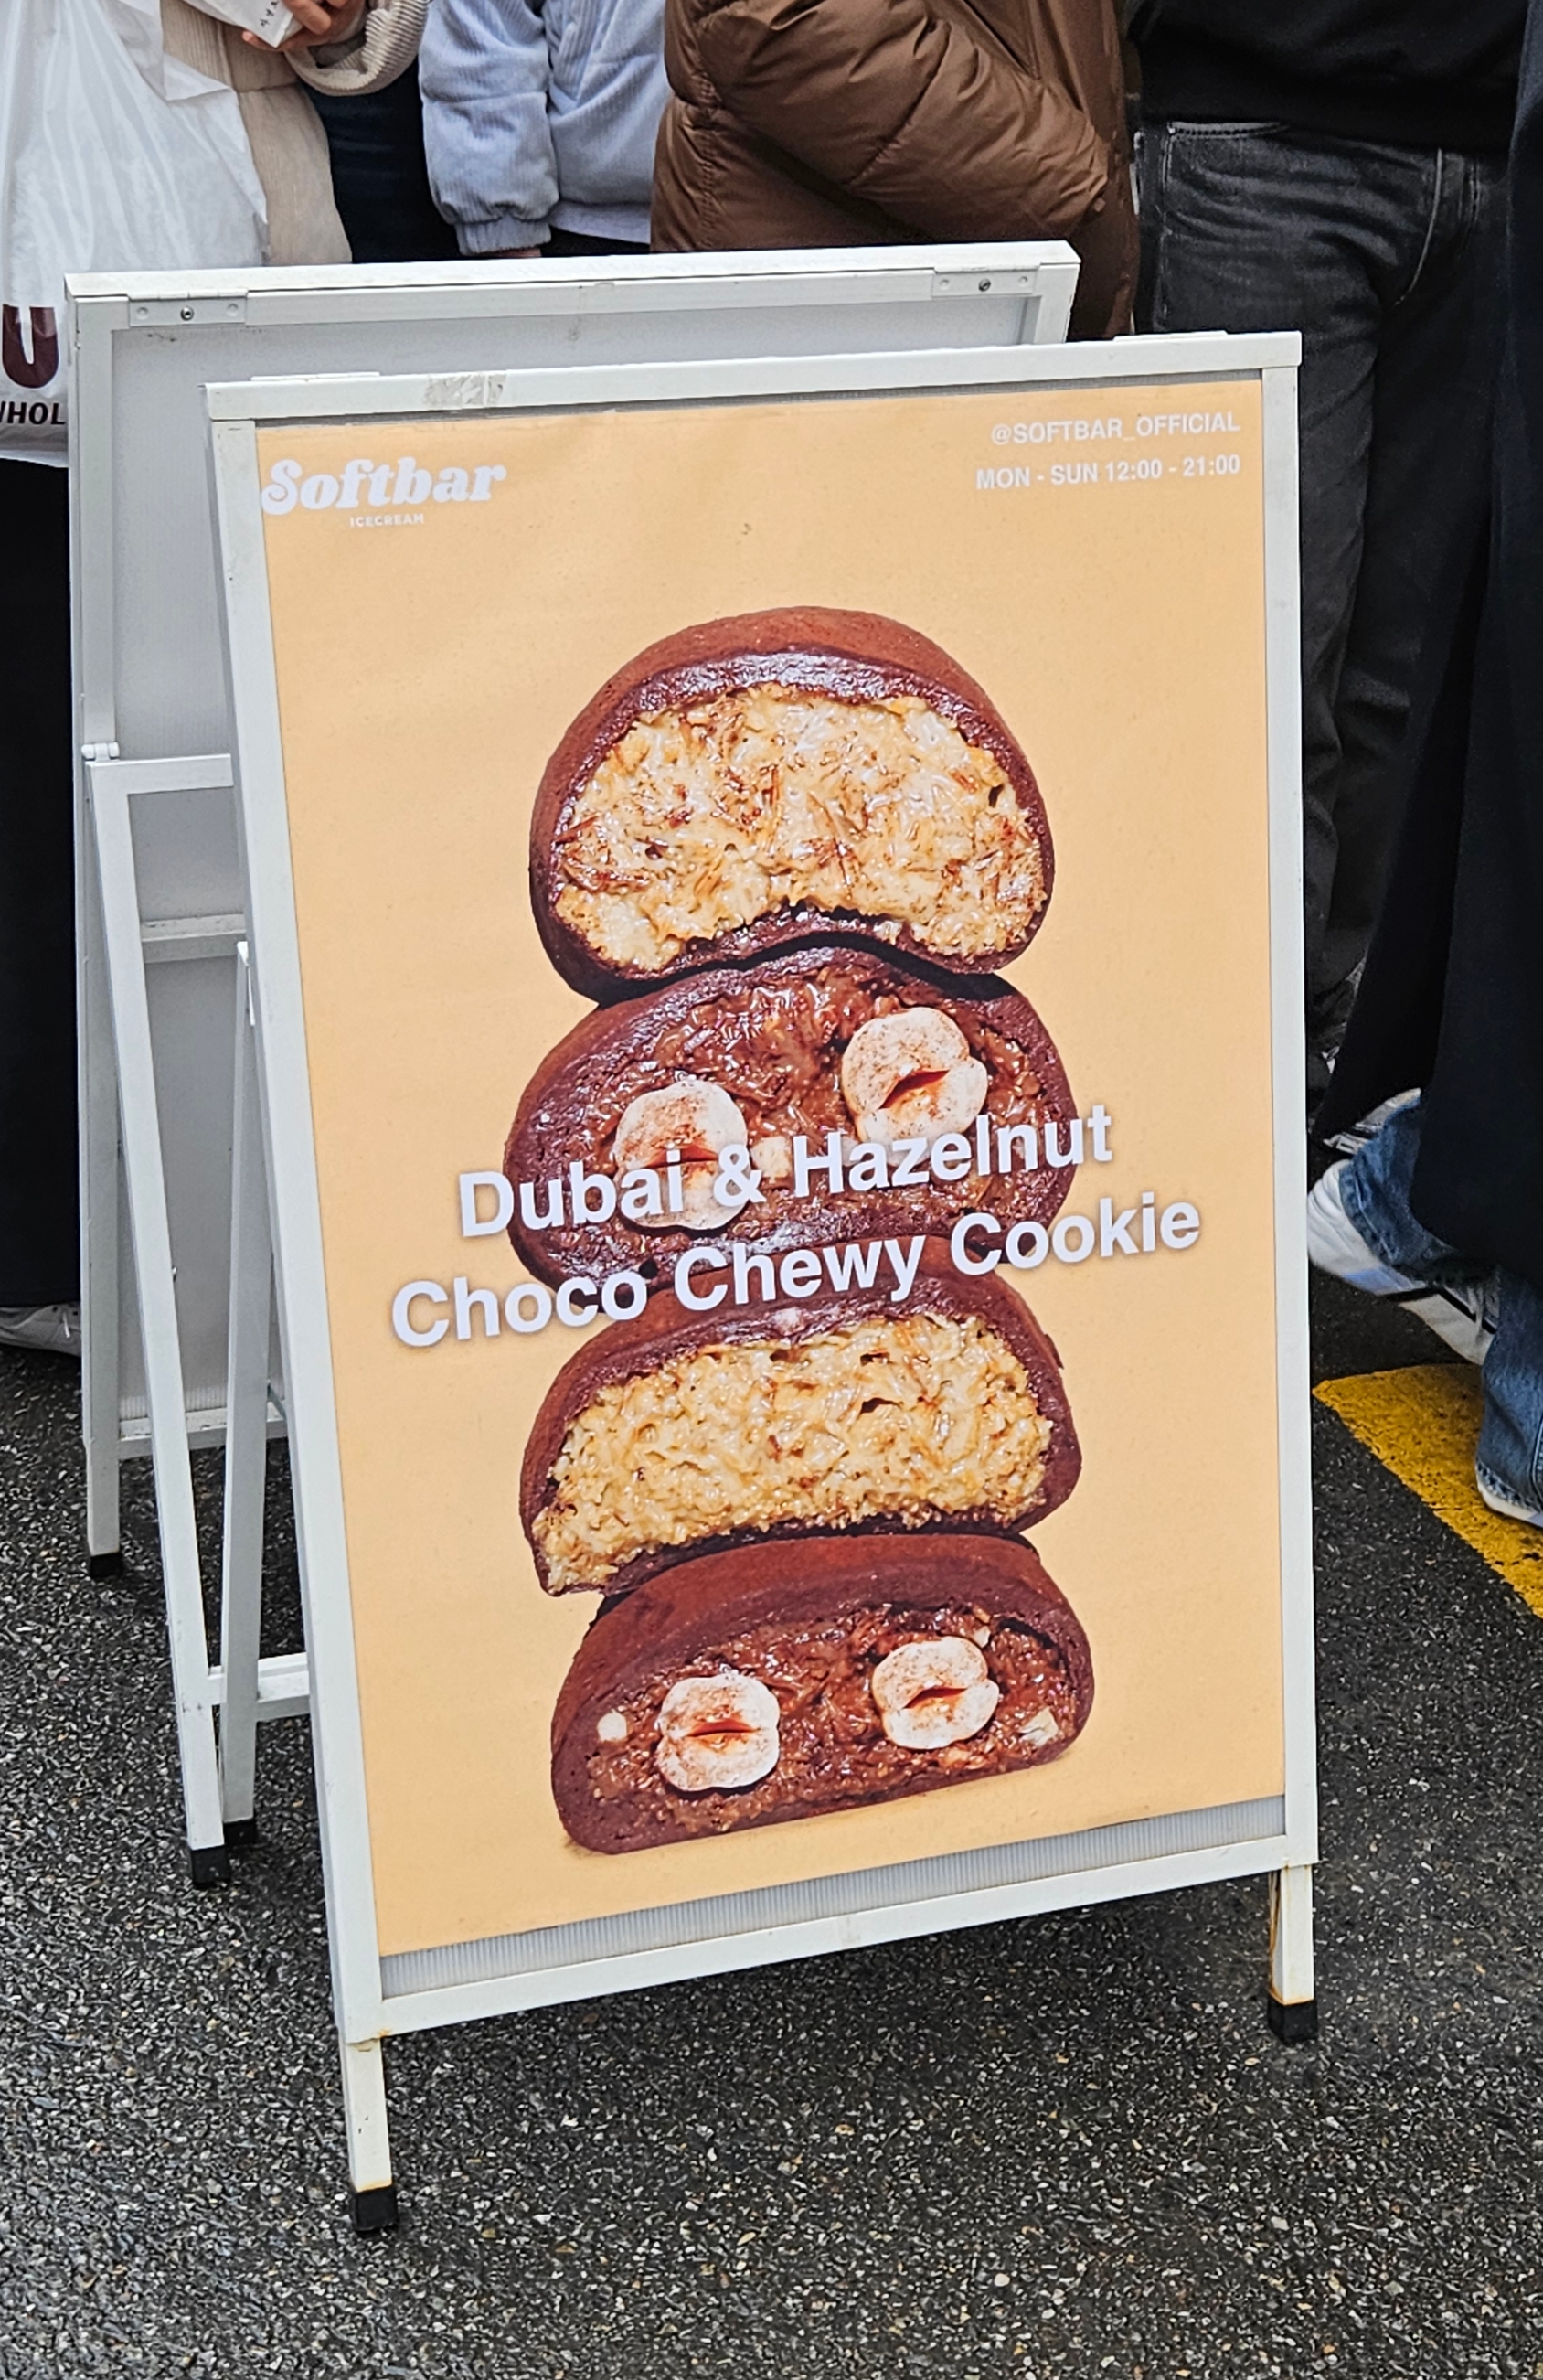 Softbar
ICECREAM
@SOFTBAR_OFFICIAL
MON - SUN 12:00 - 21:00
Dubai & Hazelnut
Choco Chewy Cookie